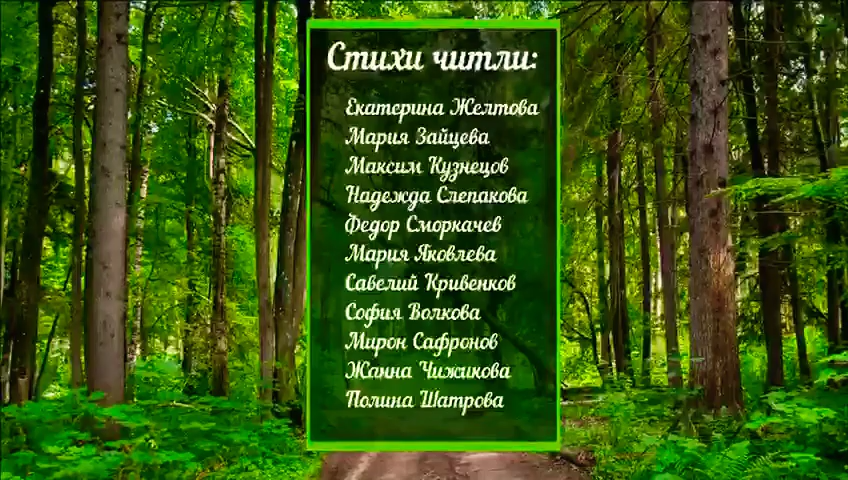 Стихи читли:
Екатерина Желтова
Мария Зайцева
Максим Кузнецов
Надежда Слепакова
Федор Сморкачев
Мария Яковлева
Савелий Кривенков
София Волкова
Мирон Сафронов
Жанна Чижикова
Полина Шатрова